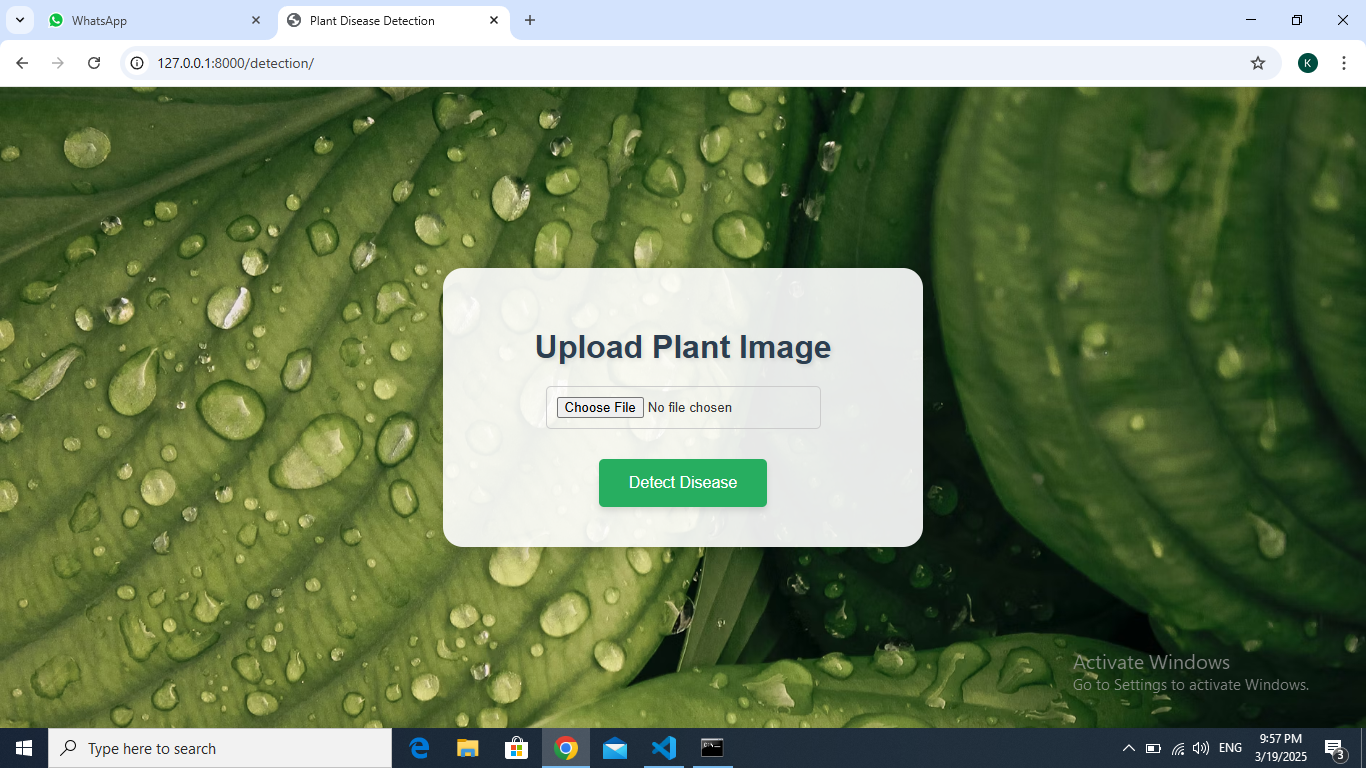 WhatsApp
Plant Disease Detection
127.0.0.1:8000/detection/
K
Upload Plant Image
Choose File No file chosen
Detect Disease
Activate Windows
Go to Settings to activate Windows.
Type here to search
ENG
9:57 PM
3/19/2025
3